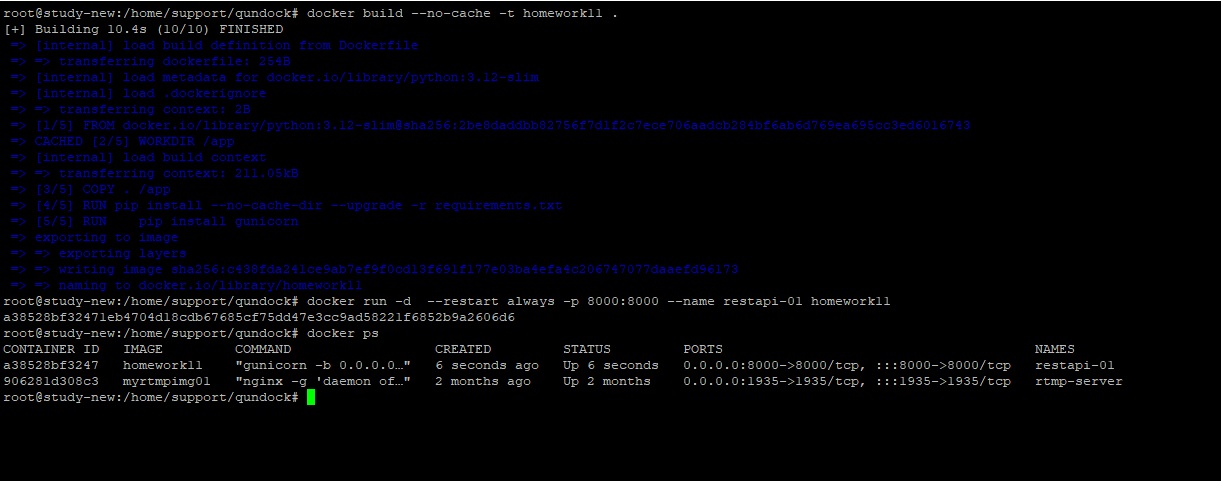 root@study-new:/home/support/qundock# docker build --no-cache -t homework11 .
[+] Building 10.4s (10/10) FINISHED
=> [internal] load build definition from Dockerfile
=> => transferring dockerfile: 254B
=> [internal] load metadata for docker.io/library/python:3.12-slim
=> [internal] load .dockerignore
=> => transferring context: 2B
=> [1/5] FROM docker.io/library/python:3.12-slim@sha256:2be8daddbb82756f7d1f2c7ece706aadcb284bf6ab6d769ea695cc3ed6016743
=> CACHED [2/5] WORKDIR /app
=> [internal] load build context
=> => transferring context: 211.05kB
=> [3/5] COPY . /app
=> [4/5] RUN pip install --no-cache-dir --upgrade -r requirements.txt
=> [5/5] RUN    pip install gunicorn
=> exporting to image
=> => exporting layers
=> => writing image sha256:c438fda241ce9ab7ef9f0cd13f691f177e03ba4efa4c206747077daaefd96173
=> => naming to docker.io/library/homework11
root@study-new:/home/support/qundock# docker run -d  --restart always -p 8000:8000 --name restapi-01 homework11
a38528bf32471eb4704d18cdb67685cf75dd47e3cc9ad58221f6852b9a2606d6
root@study-new:/home/support/qundock# docker ps
CONTAINER ID   IMAGE        COMMAND                  CREATED         STATUS         PORTS                                       NAMES
a38528bf3247   homework11   "gunicorn -b 0.0.0.0…"   6 seconds ago   Up 6 seconds   0.0.0.0:8000->8000/tcp, :::8000->8000/tcp   restapi-01
906281d308c3   myrtmpimg01   "nginx -g 'daemon of…"   2 months ago    Up 2 months    0.0.0.0:1935->1935/tcp, :::1935->1935/tcp   rtmp-server
root@study-new:/home/support/qundock#